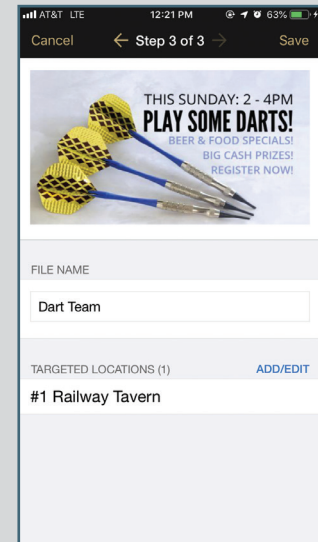 AT&T LTE 12:21 PM 63%
Cancel Step 3 of 3 Save
THIS SUNDAY: 2 - 4PM
PLAY SOME DARTS!
BEER & FOOD SPECIALS!
BIG CASH PRIZES!
REGISTER NOW!
FILE NAME
Dart Team
TARGETED LOCATIONS (1) ADD/EDIT
#1 Railway Tavern